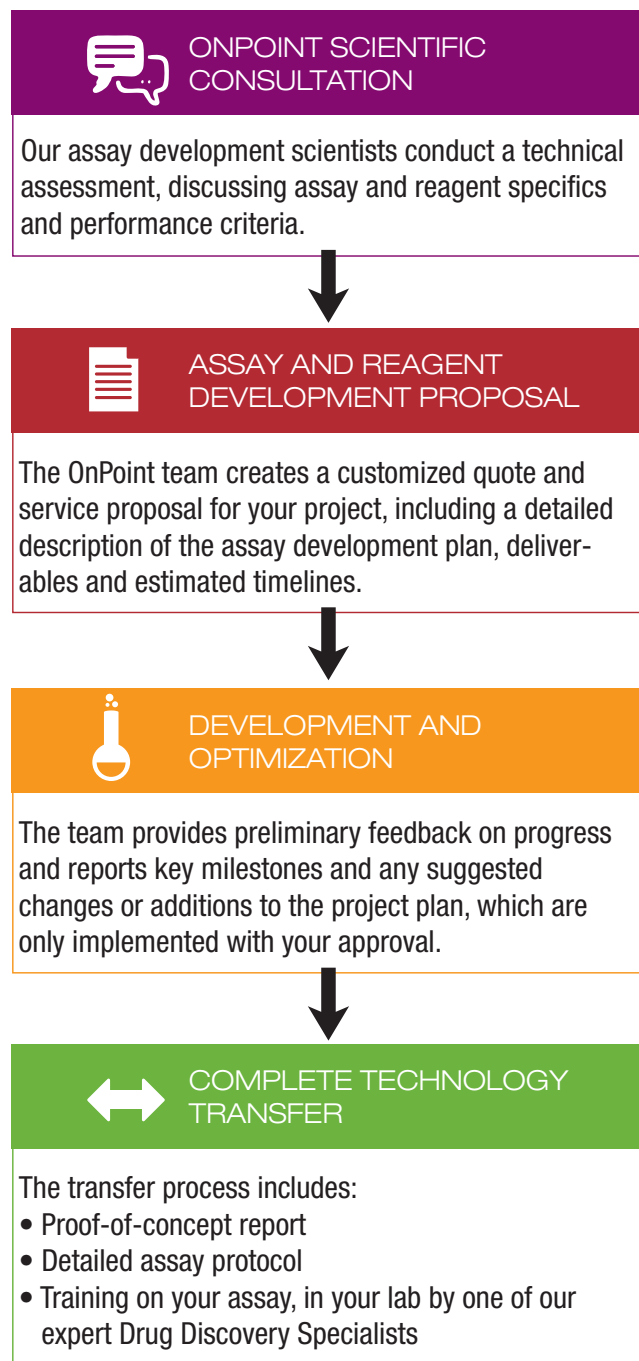 ONPOINT SCIENTIFIC
CONSULTATION
Our assay development scientists conduct a technical
assessment, discussing assay and reagent specifics
and performance criteria.
ASSAY AND REAGENT
DEVELOPMENT PROPOSAL
The OnPoint team creates a customized quote and
service proposal for your project, including a detailed
description of the assay development plan, deliver-
ables and estimated timelines.
DEVELOPMENT AND
OPTIMIZATION
The team provides preliminary feedback on progress
and reports key milestones and any suggested
changes or additions to the project plan, which are
only implemented with your approval.
COMPLETE TECHNOLOGY
TRANSFER
The transfer process includes:
• Proof-of-concept report
• Detailed assay protocol
• Training on your assay, in your lab by one of our
expert Drug Discovery Specialists